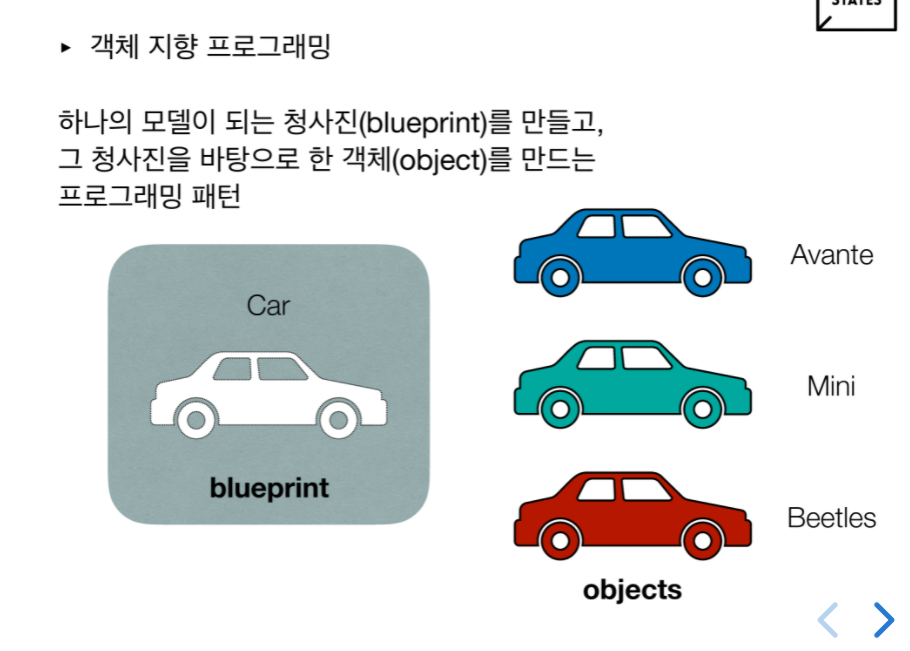 STATES
▸ 객체 지향 프로그래밍
하나의 모델이 되는 청사진(blueprint)를 만들고,
그 청사진을 바탕으로 한 객체(object)를 만드는
프로그래밍 패턴
Car
blueprint
Avante
Mini
Beetles
objects